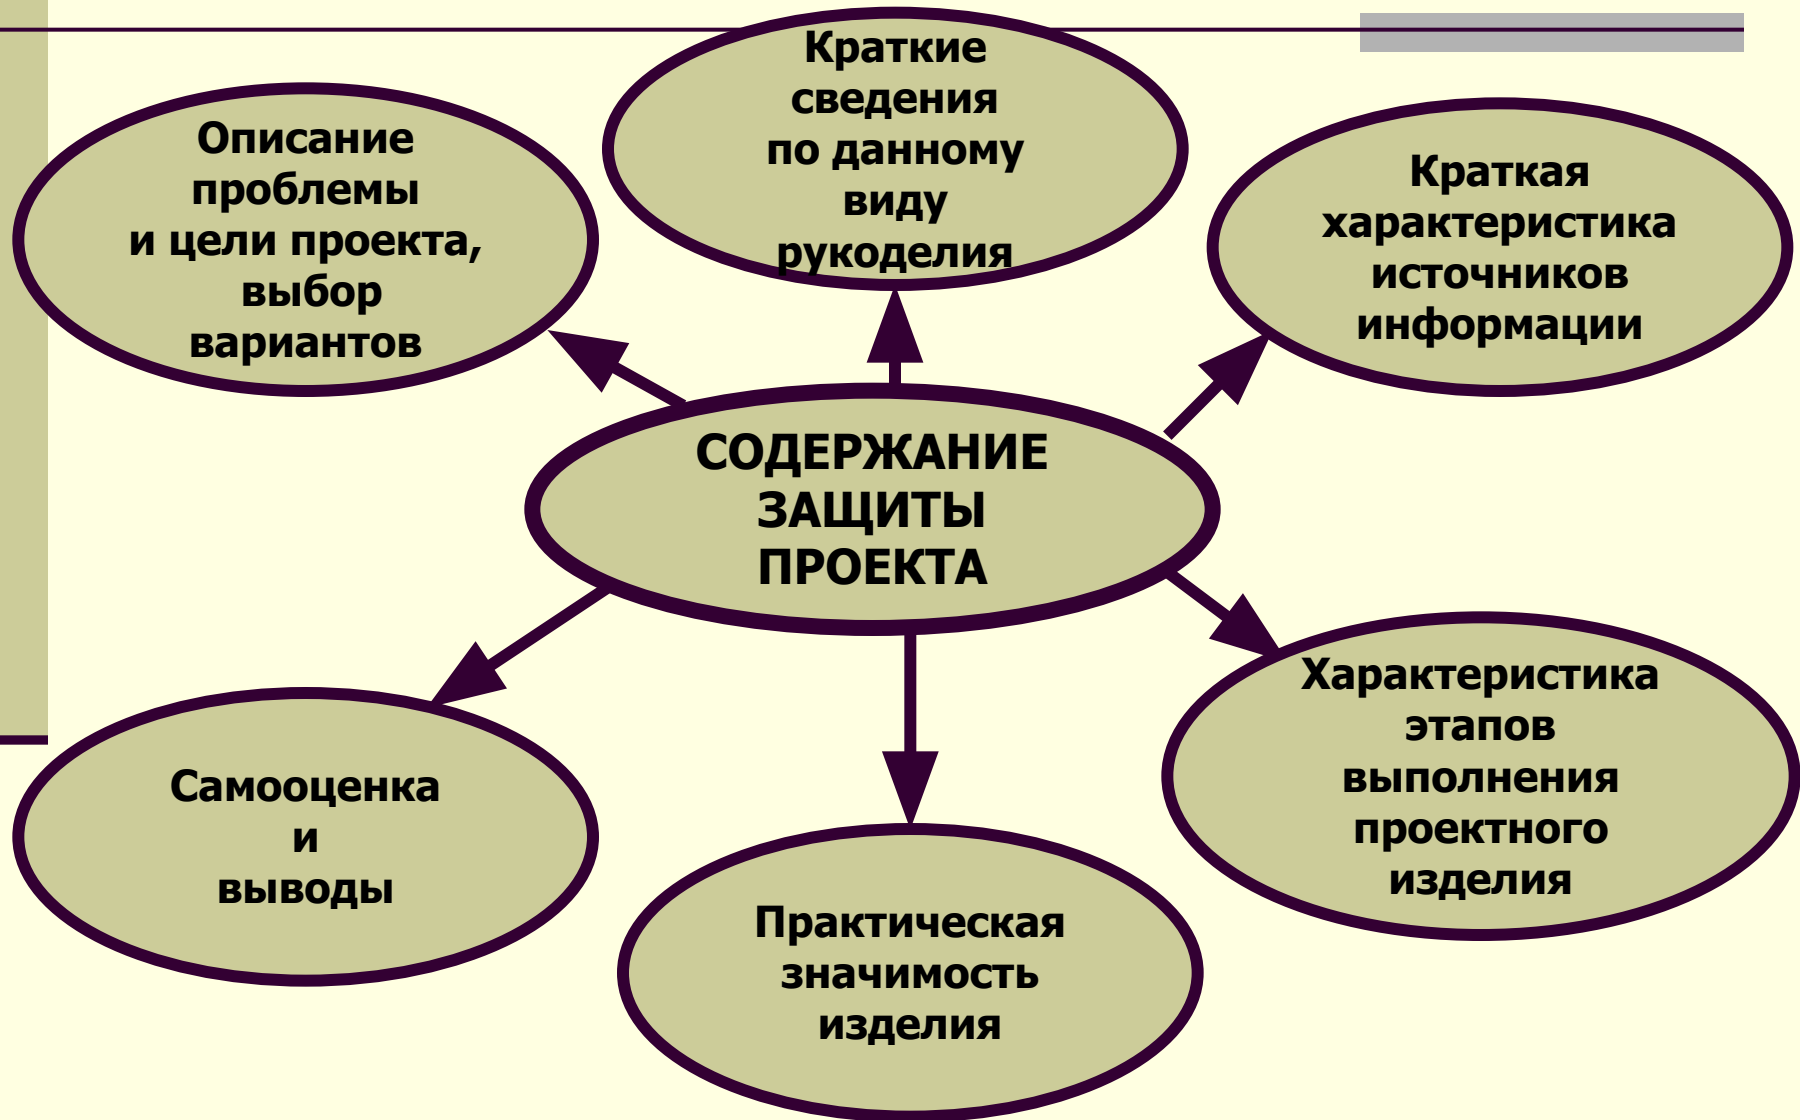 Краткие
сведения
по данному
виду
рукоделия
Описание
проблемы
и цели проекта,
выбор
вариантов
Краткая
характеристика
источников
информации
СОДЕРЖАНИЕ
ЗАЩИТЫ
ПРОЕКТА
Характеристика
этапов
выполнения
проектного
изделия
Самооценка
и
выводы
Практическая
значимость
изделия